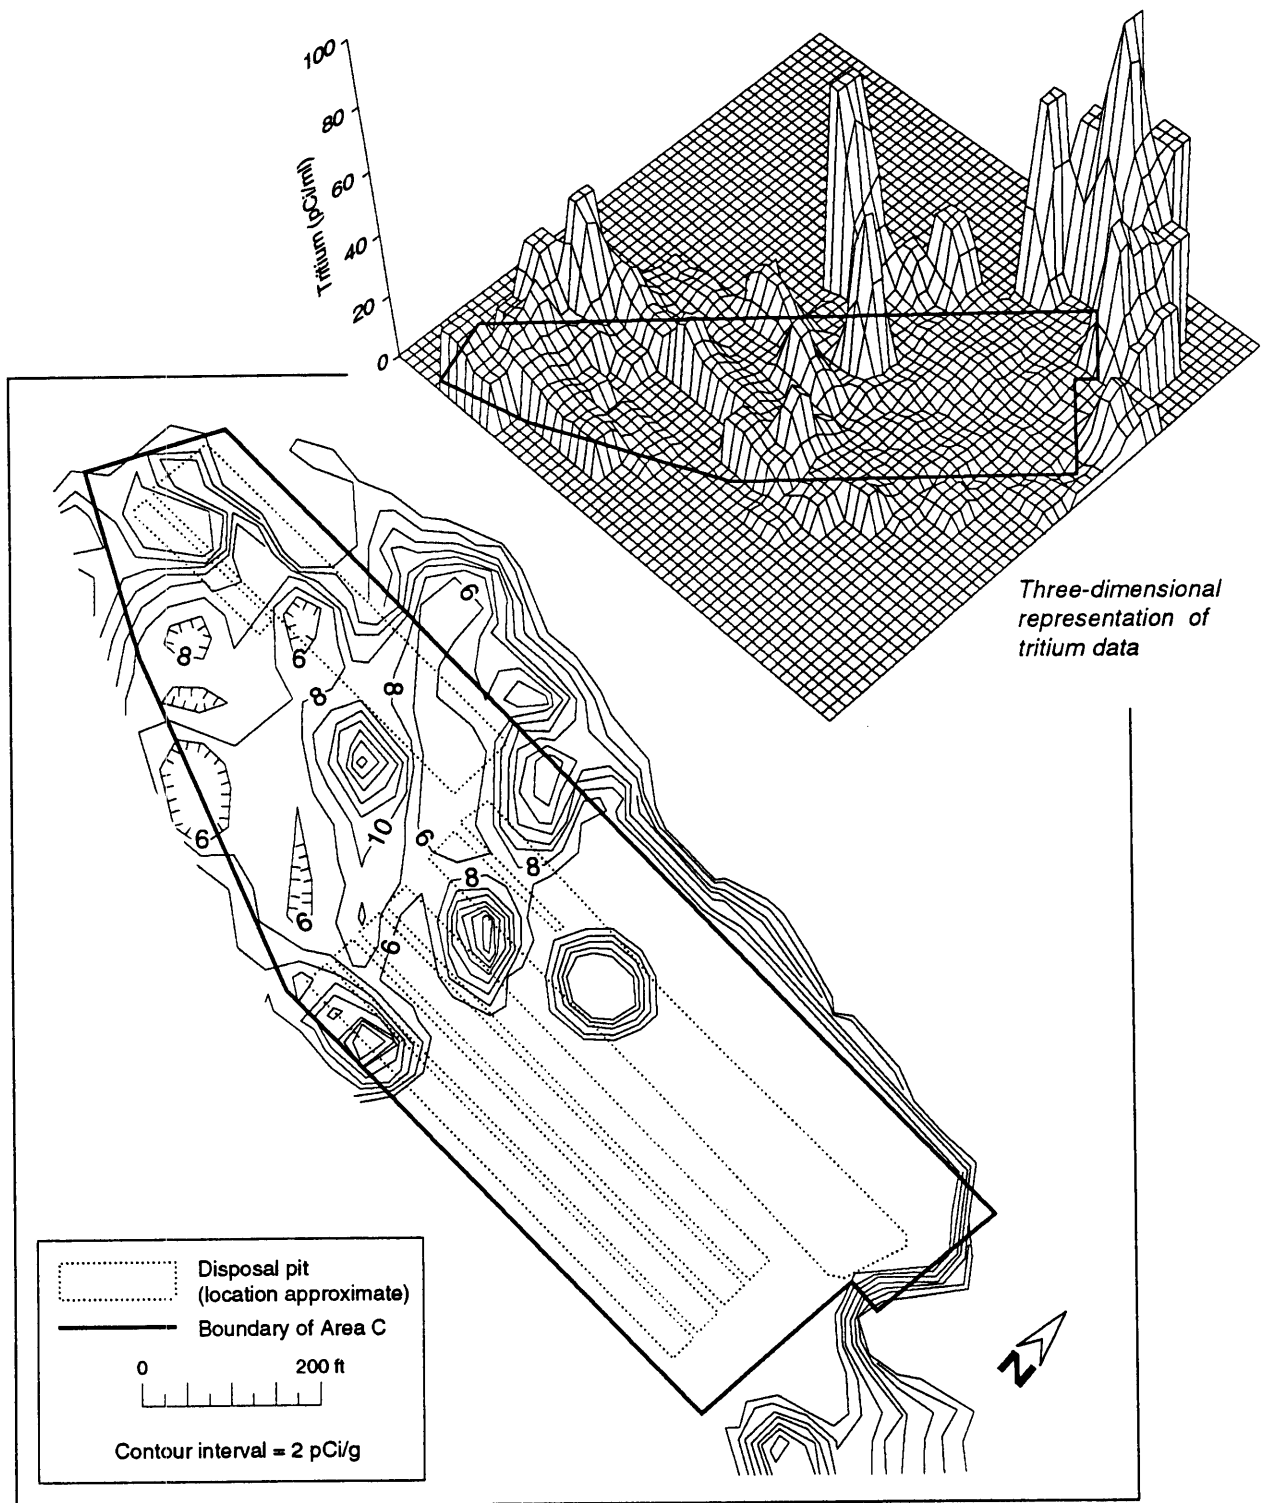 100
80
60
40
20
0
Tritium (pCi/ml)
Three-dimensional
representation of
tritium data
6
8
6
8
8
10
6
6
8
8
6
6
6
Disposal pit
(location approximate)
Boundary of Area C
0 200 ft
Contour interval = 2 pCi/g
N